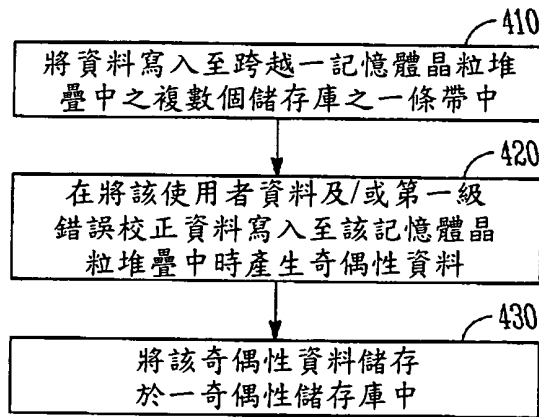 410
將資料寫入至跨越一記憶體晶粒堆
疊中之複數個儲存庫之一條帶中
420
在將該使用者資料及/或第一級
錯誤校正資料寫入至該記憶體晶
粒堆疊中時產生奇偶性資料
430
將該奇偶性資料儲存
於一奇偶性儲存庫中